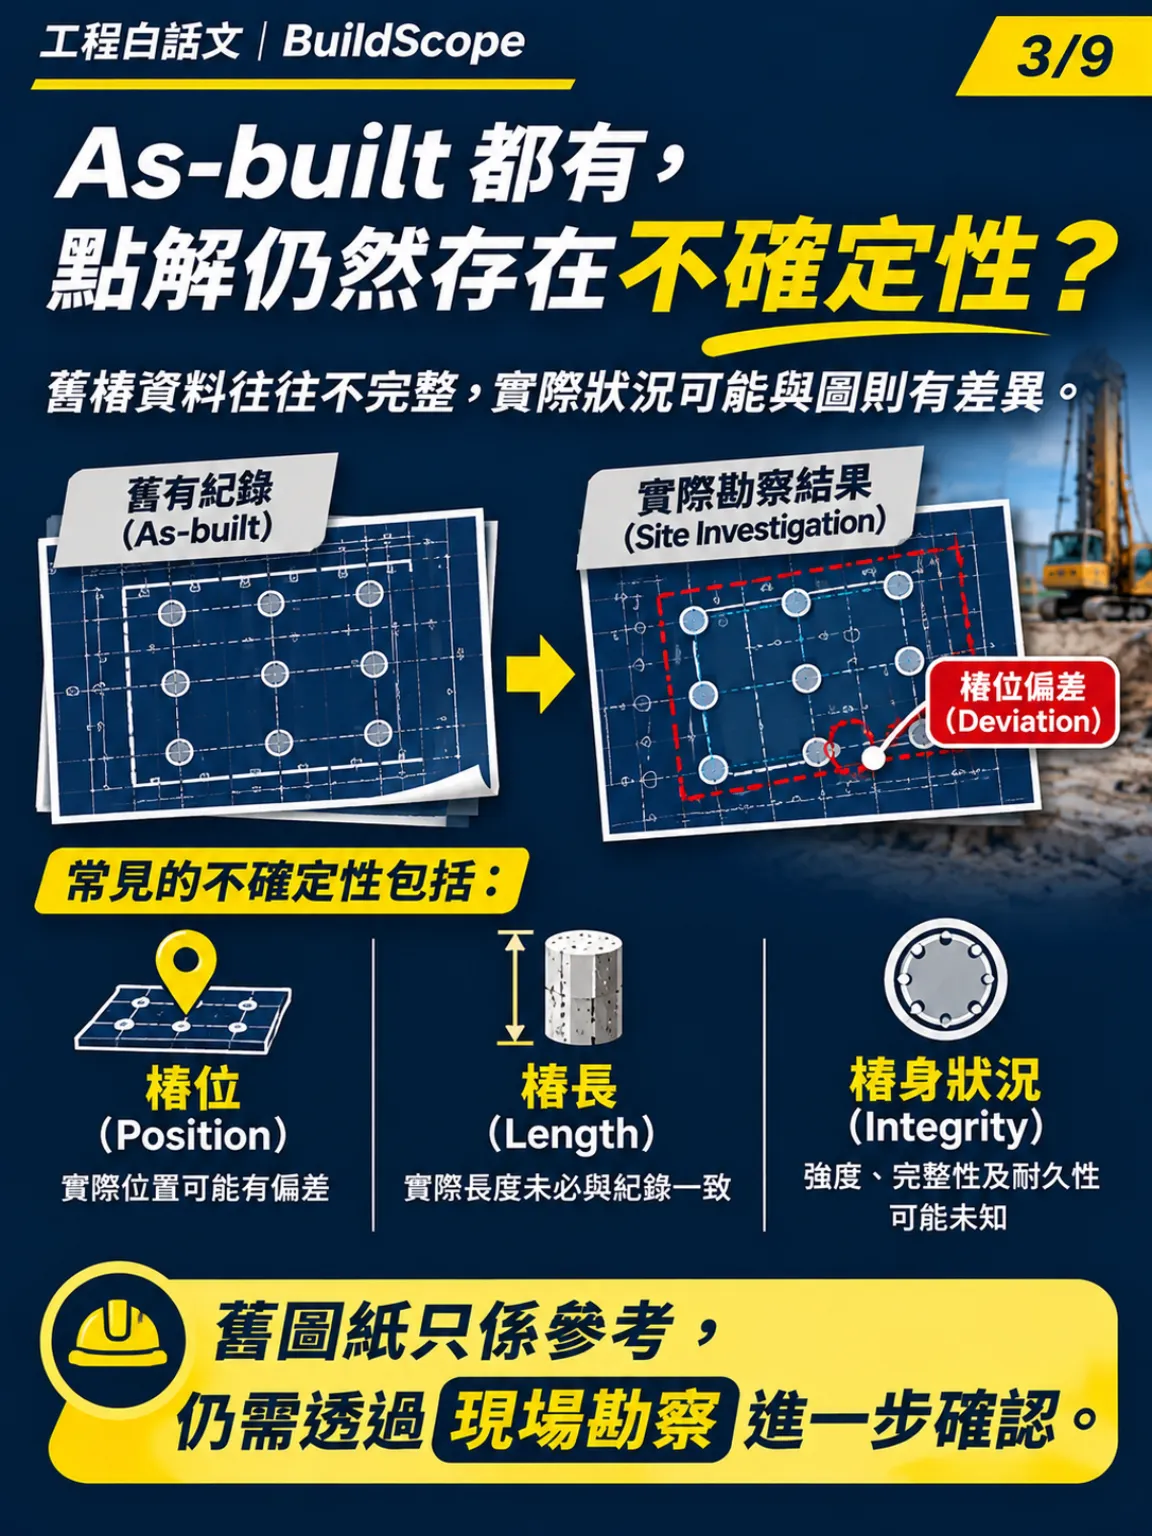 工程白話文｜BuildScope
3/9
As-built 都有，
點解仍然存在不確定性？
舊樁資料往往不完整，實際狀況可能與圖則有差異。
舊有紀錄
(As-built)
實際勘察結果
(Site Investigation)
樁位偏差
(Deviation)
常見的不確定性包括：
樁位
(Position)
實際位置可能有偏差
樁長
(Length)
實際長度未必與紀錄一致
樁身狀況
(Integrity)
強度、完整性及耐久性
可能未知
舊圖紙只係參考，
仍需透過 現場勘察 進一步確認。